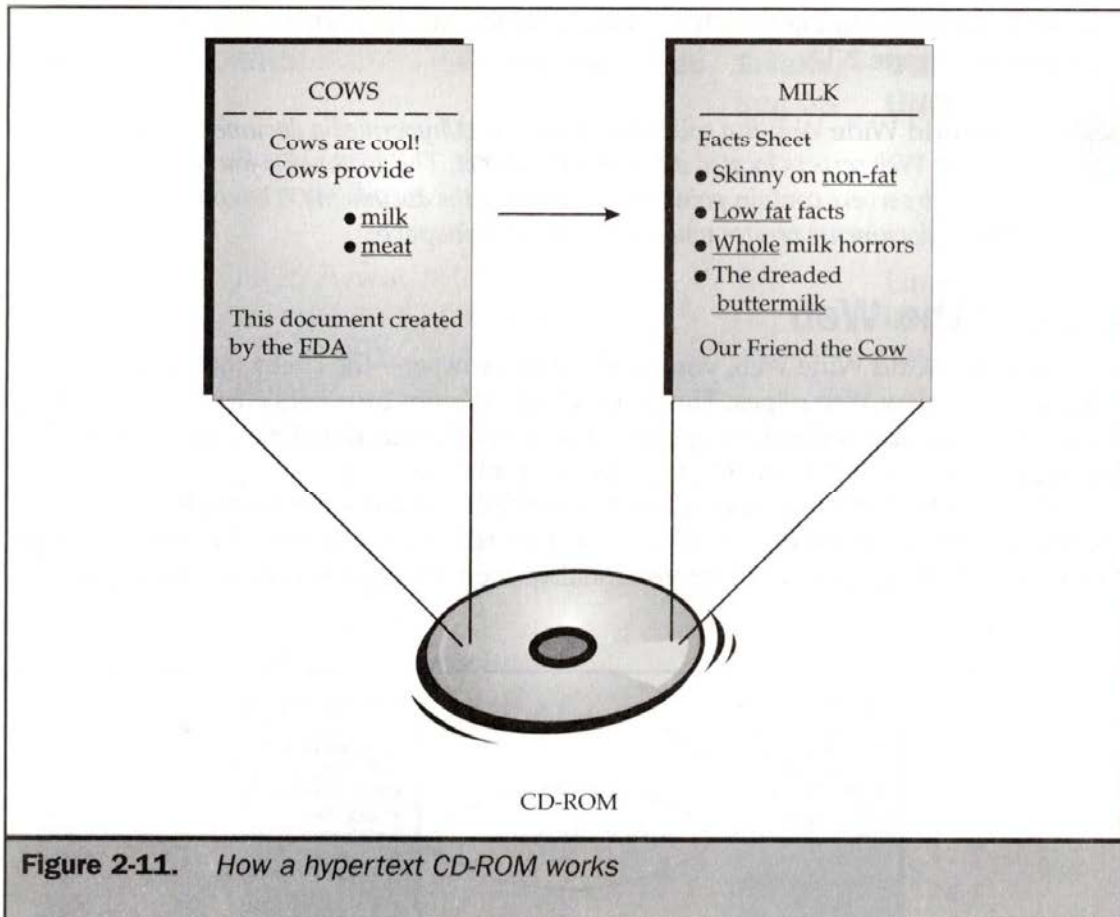 COWS
Cows are cool!
Cows provide
● milk
● meat
This document created
by the FDA
MILK
Facts Sheet
● Skinny on non-fat
● Low fat facts
● Whole milk horrors
● The dreaded
buttermilk
Our Friend the Cow
CD-ROM
Figure 2-11. How a hypertext CD-ROM works